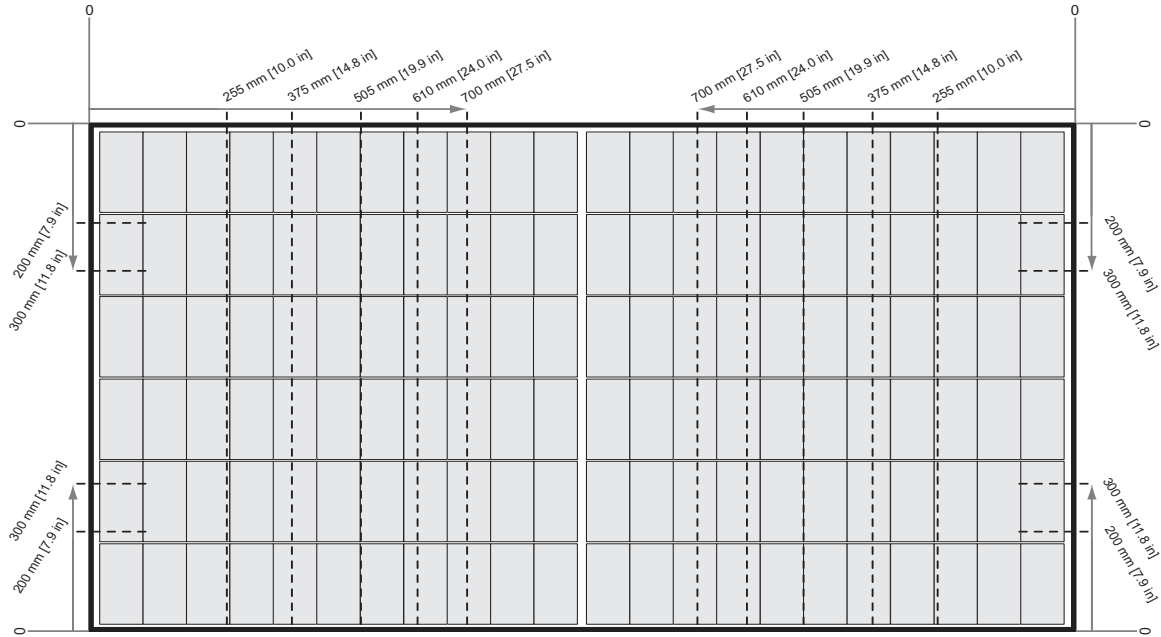 0
0
255 mm [10.0 in]
375 mm [14.8 in]
505 mm [19.9 in]
610 mm [24.0 in]
700 mm [27.5 in]
700 mm [27.5 in]
610 mm [24.0 in]
505 mm [19.9 in]
375 mm [14.8 in]
255 mm [10.0 in]
0
0
200 mm [7.9 in]
300 mm [11.8 in]
200 mm [7.9 in]
300 mm [11.8 in]
300 mm [11.8 in]
200 mm [7.9 in]
300 mm [11.8 in]
200 mm [7.9 in]
0
0